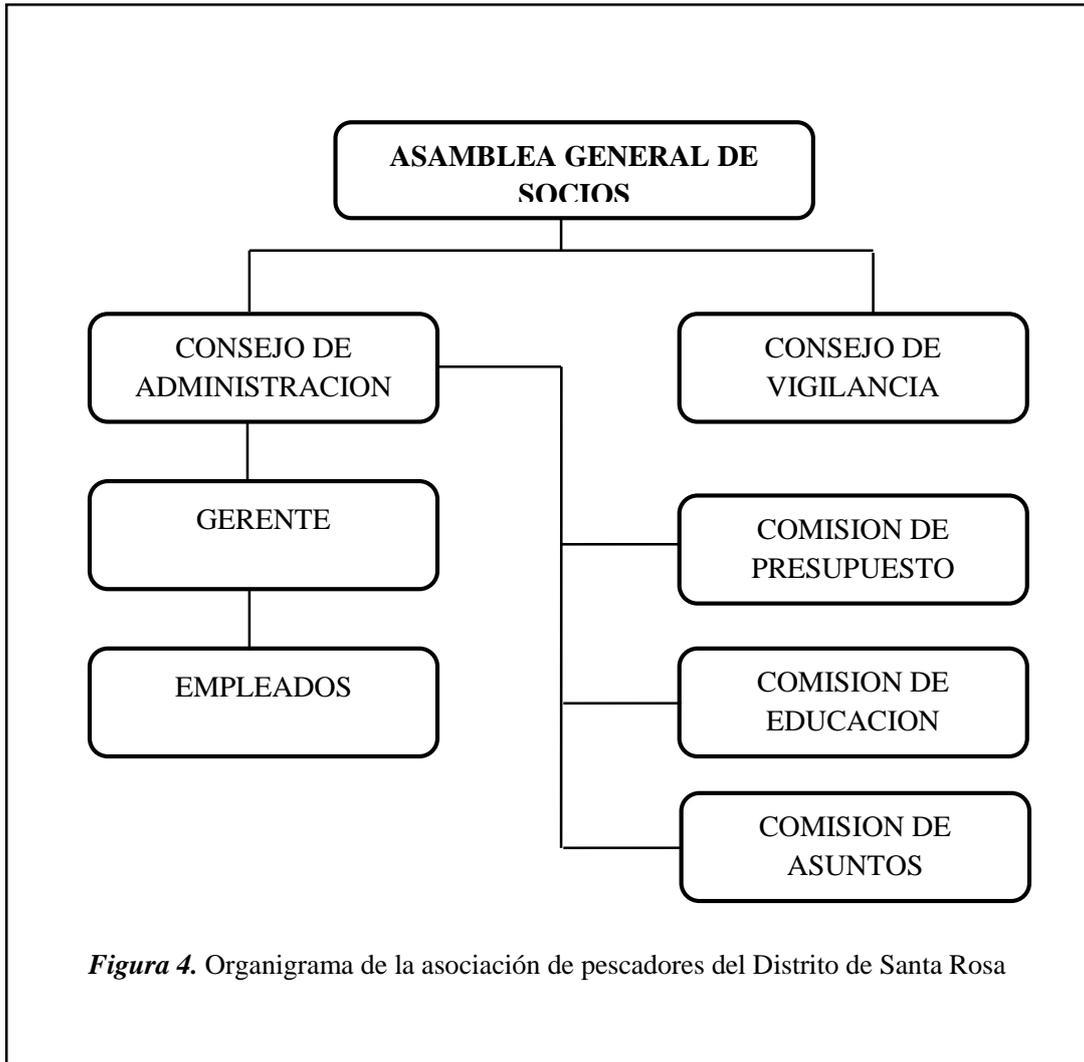 ASAMBLEA GENERAL DE
SOCIOS
CONSEJO DE
ADMINISTRACION
CONSEJO DE
VIGILANCIA
GERENTE
COMISION DE
PRESUPUESTO
EMPLEADOS
COMISION DE
EDUCACION
COMISION DE
ASUNTOS
Figura 4. Organigrama de la asociación de pescadores del Distrito de Santa Rosa